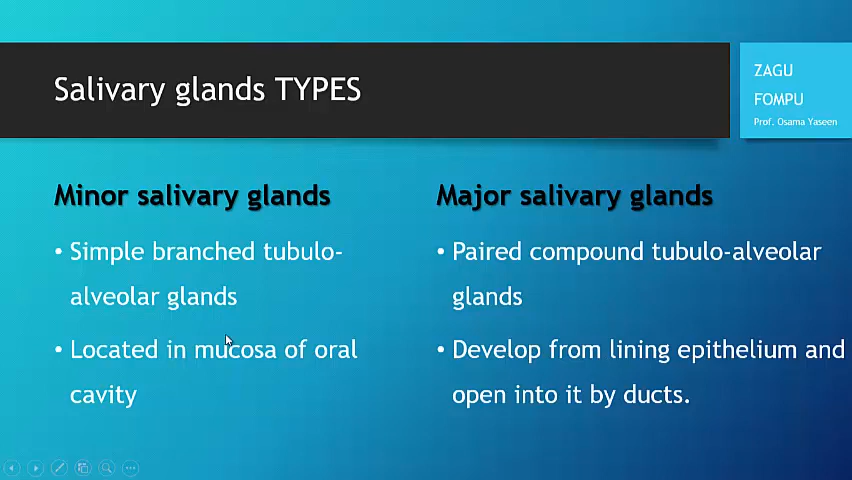 Salivary glands TYPES
ZAGU
FOMPU
Prof. Osama Yaseen
Minor salivary glands
• Simple branched tubulo-
alveolar glands
• Located in mucosa of oral
cavity
Major salivary glands
• Paired compound tubulo-alveolar
glands
• Develop from lining epithelium and
open into it by ducts.